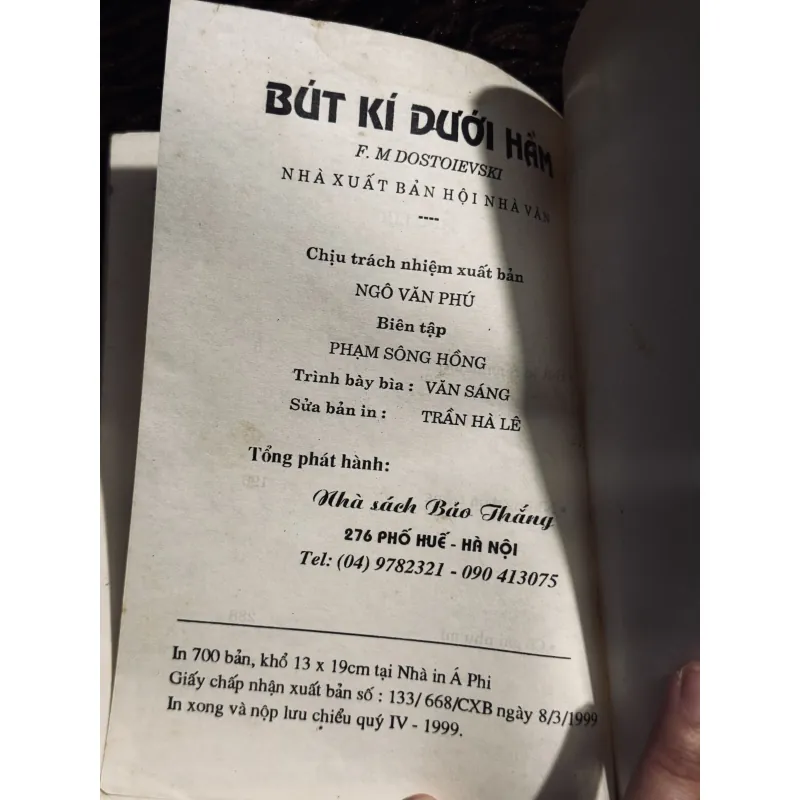 BÚT KÍ DƯỚI HẦM
F. M DOSTOIEVSKI
NHÀ XUẤT BẢN HỘI NHÀ VĂN
----
Chịu trách nhiệm xuất bản
NGÔ VĂN PHÚ
Biên tập
PHẠM SÔNG HỒNG
Trình bày bìa : VĂN SÁNG
Sửa bản in : TRẦN HÀ LÊ
Tổng phát hành:
Nhà sách Bảo Thắng
276 PHỐ HUẾ - HÀ NỘI
Tel: (04) 9782321 - 090 413075
In 700 bản, khổ 13 x 19cm tại Nhà in Á Phi
Giấy chấp nhận xuất bản số : 133/ 668/CXB ngày 8/3/1999
In xong và nộp lưu chiểu quý IV - 1999.